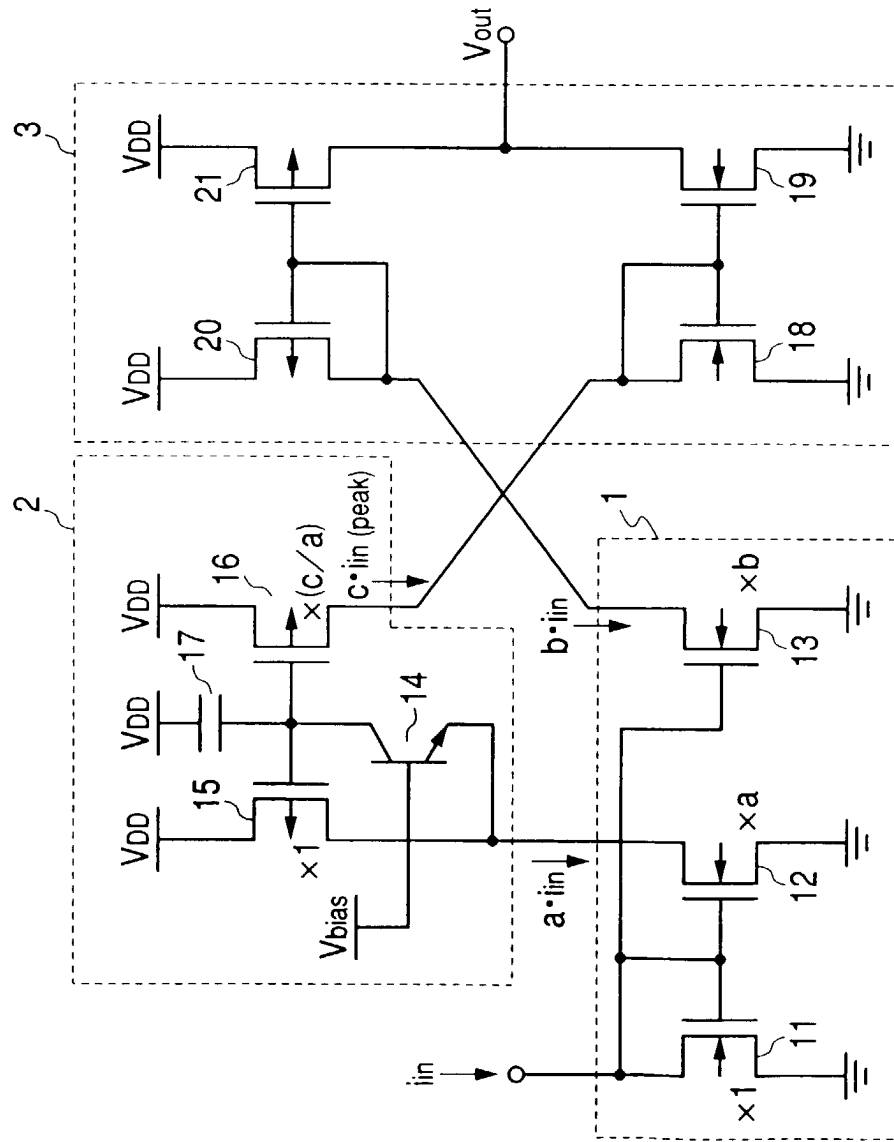 2
3
VDD
VDD
VDD
VDD
VDD
15
17
16
20
21
×1
×(c/a)
Vbias
14
c•iin (peak)
Vout
iin
a•iin
b•iin
1
×1
×a
×b
11
12
13
18
19